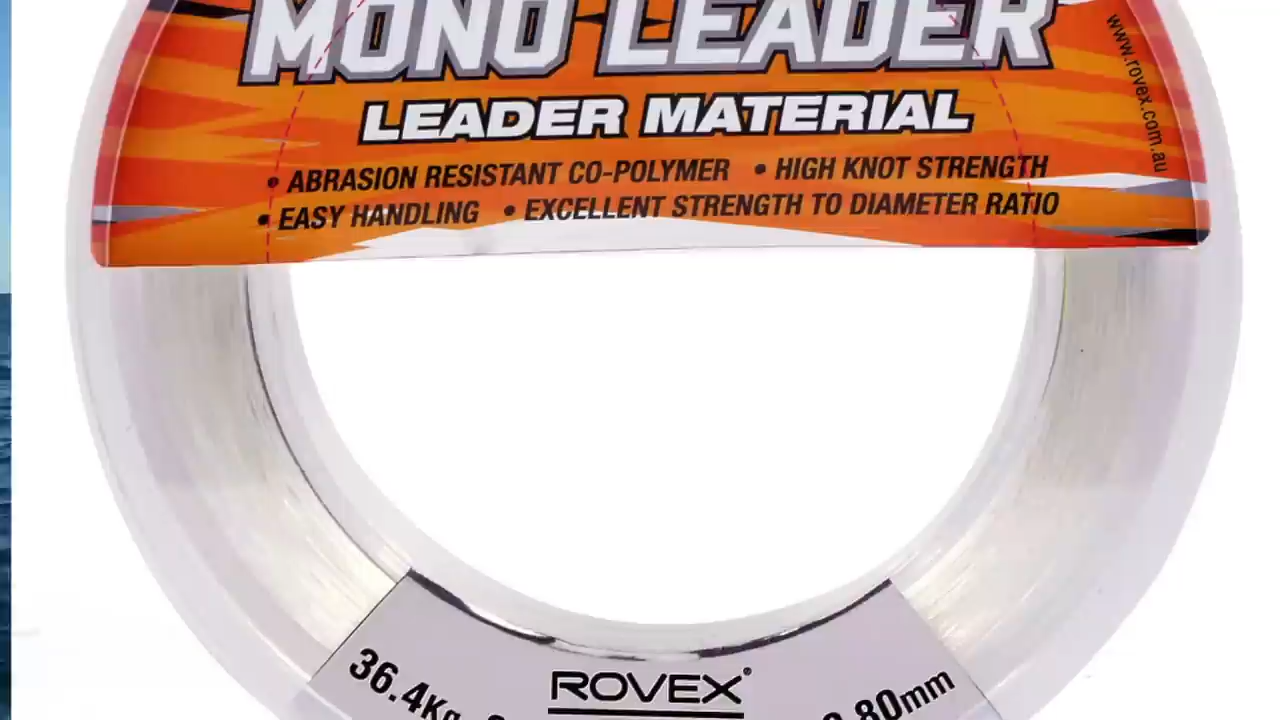 MONO LEADER
LEADER MATERIAL
• ABRASION RESISTANT CO-POLYMER • HIGH KNOT STRENGTH
• EASY HANDLING • EXCELLENT STRENGTH TO DIAMETER RATIO
www.rovex.com.au
36.4Kg
ROVEX
.80mm